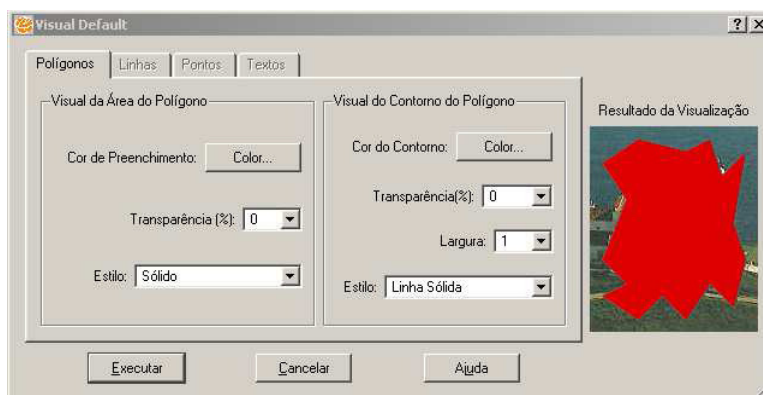 Visual Default
Polígonos Linhas Pontos Textos
Visual da Área do Polígono
Cor de Preenchimento: Color...
Transparência (%): 0
Estilo: Sólido
Visual do Contorno do Polígono
Cor do Contorno: Color...
Transparência(%): 0
Largura: 1
Estilo: Linha Sólida
Resultado da Visualização
Executar Cancelar Ajuda